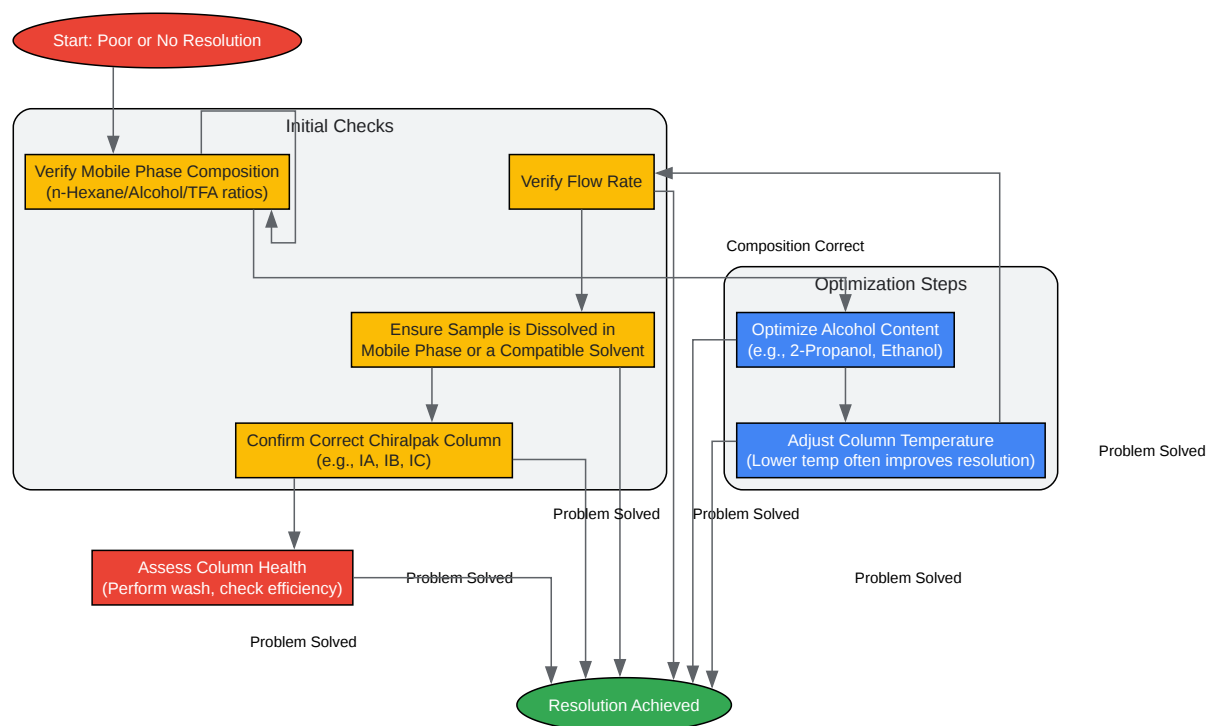 Start: Poor or No Resolution
Initial Checks
Verify Mobile Phase Composition
(n-Hexane/Alcohol/TFA ratios)
Verify Flow Rate
Composition Correct
Optimization Steps
Ensure Sample is Dissolved in
Mobile Phase or a Compatible Solvent
Optimize Alcohol Content
(e.g., 2-Propanol, Ethanol)
Confirm Correct Chiralpak Column
(e.g., IA, IB, IC)
Adjust Column Temperature
(Lower temp often improves resolution)
Problem Solved
Problem Solved
Problem Solved
Assess Column Health
(Perform wash, check efficiency)
Problem Solved
Problem Solved
Problem Solved
Resolution Achieved